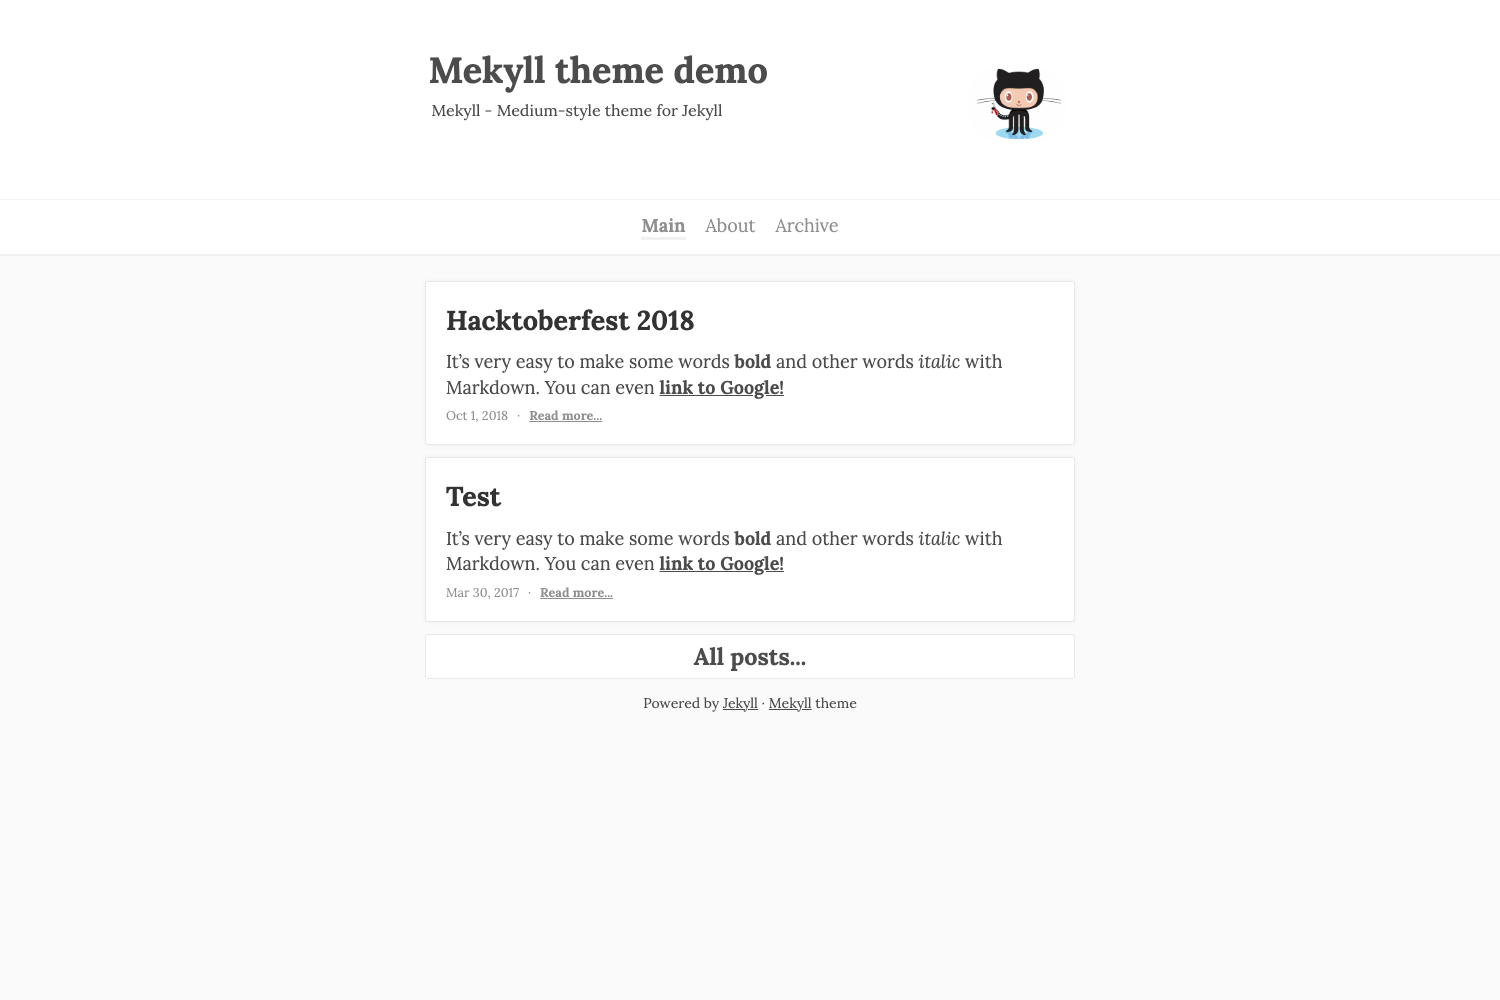 Mekyll theme demo
Mekyll - Medium-style theme for Jekyll
Main About Archive
Hacktoberfest 2018
It’s very easy to make some words bold and other words italic with
Markdown. You can even link to Google!
Oct 1, 2018 · Read more...
Test
It’s very easy to make some words bold and other words italic with
Markdown. You can even link to Google!
Mar 30, 2017 · Read more...
All posts...
Powered by Jekyll · Mekyll theme